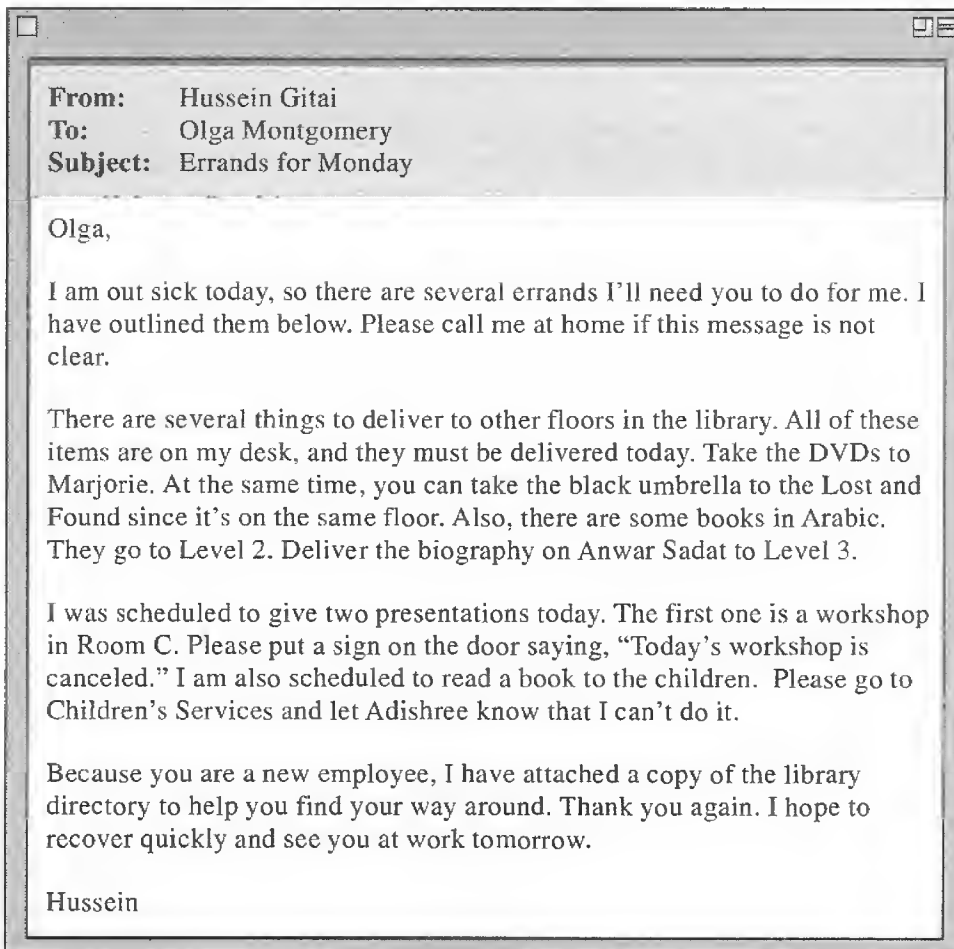 From: Hussein Gitai
To: Olga Montgomery
Subject: Errands for Monday
Olga,
I am out sick today, so there are several errands I'll need you to do for me. I
have outlined them below. Please call me at home if this message is not
clear.
There are several things to deliver to other floors in the library. All of these
items are on my desk, and they must be delivered today. Take the DVDs to
Marjorie. At the same time, you can take the black umbrella to the Lost and
Found since it's on the same floor. Also, there are some books in Arabic.
They go to Level 2. Deliver the biography on Anwar Sadat to Level 3.
I was scheduled to give two presentations today. The first one is a workshop
in Room C. Please put a sign on the door saying, “Today's workshop is
canceled.” I am also scheduled to read a book to the children. Please go to
Children's Services and let Adishree know that I can't do it.
Because you are a new employee, I have attached a copy of the library
directory to help you find your way around. Thank you again. I hope to
recover quickly and see you at work tomorrow.
Hussein